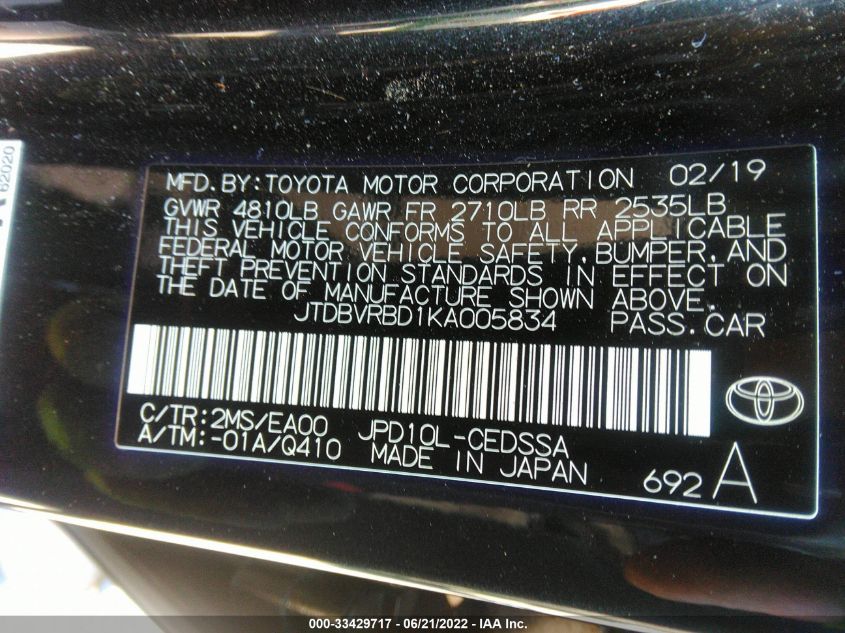 62020
MFD.BY:TOYOTA MOTOR CORPORATION 02/19
GVWR 4810LB GAWR FR 2710LB RR 2535LB
THIS VEHICLE CONFORMS TO ALL APPLICABLE
FEDERAL MOTOR VEHICLE SAFETY,BUMPER,AND
THEFT PREVENTION STANDARDS IN EFFECT ON
THE DATE OF MANUFACTURE SHOWN ABOVE.
JTDBVRBD1KA005834 PASS.CAR
C/TR:2MS/EA00 JPD10L-CEDSSA
A/TM:-01A/Q410 MADE IN JAPAN
692 A
000-33429717 - 06/21/2022 - IAA Inc.